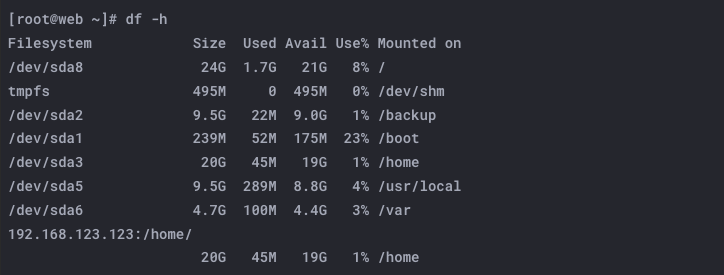 [root@web ~]# df -h
Filesystem            Size  Used Avail Use% Mounted on
/dev/sda8              24G  1.7G   21G   8% /
tmpfs                 495M     0  495M   0% /dev/shm
/dev/sda2             9.5G   22M  9.0G   1% /backup
/dev/sda1             239M   52M  175M  23% /boot
/dev/sda3              20G   45M   19G   1% /home
/dev/sda5             9.5G  289M  8.8G   4% /usr/local
/dev/sda6             4.7G  100M  4.4G   3% /var
192.168.123.123:/home/
                       20G   45M   19G   1% /home